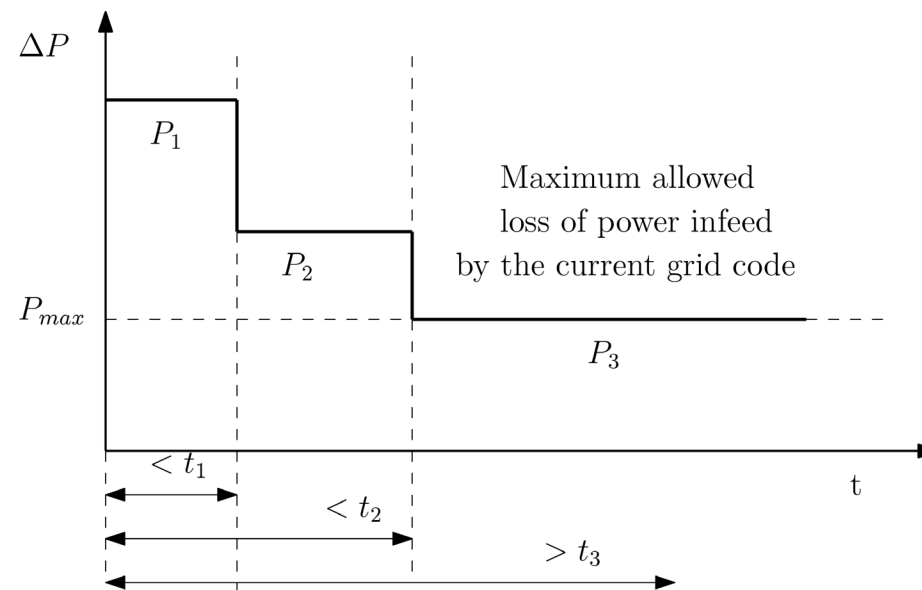 ΔP
P₁
Maximum allowed
loss of power infeed
by the current grid code
P₂
Pₘₐₓ
P₃
< t₁
t
< t₂
> t₃